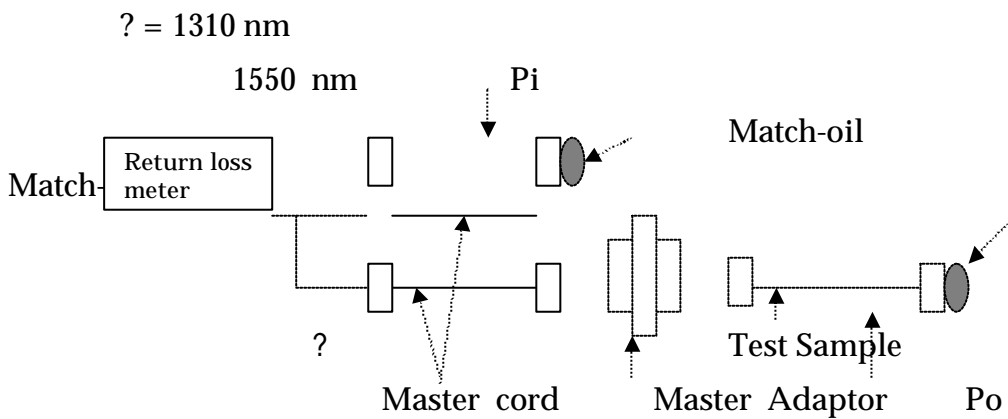 ? = 1310 nm
1550 nm Pi
Match-oil
Return loss
meter
Match-
?
Test Sample
Master cord Master Adaptor Po